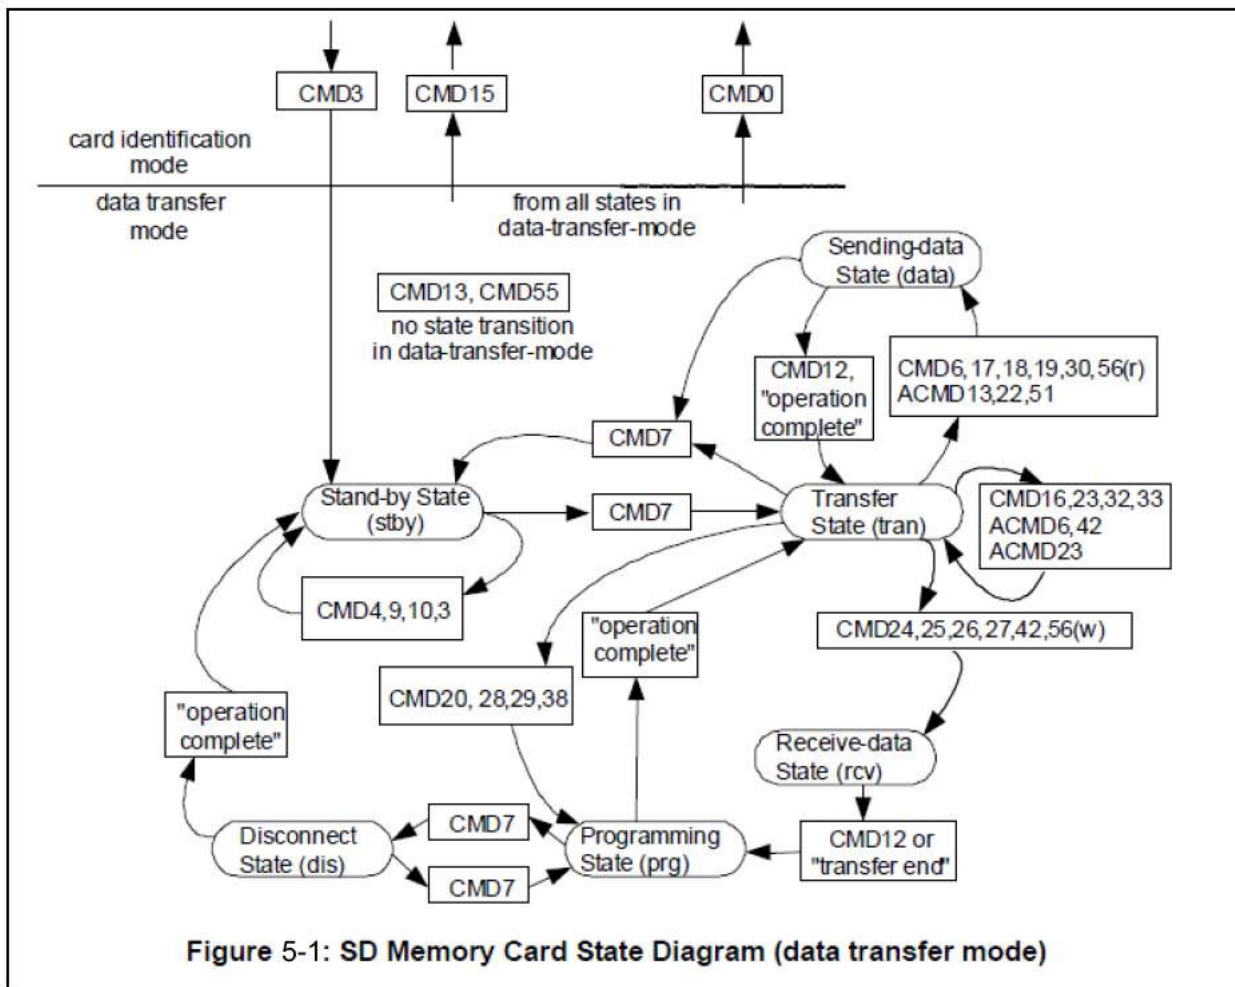 CMD3
CMD15
CMD0
card identification
mode
data transfer
mode
from all states in
data-transfer-mode
Sending-data
State (data)
CMD13, CMD55
no state transition
in data-transfer-mode
CMD12,
"operation
complete"
CMD6,17,18,19,30,56(r)
ACMD13,22,51
CMD7
Stand-by State
(stby)
CMD7
Transfer
State (tran)
CMD16,23,32,33
ACMD6,42
ACMD23
CMD4,9,10,3
"operation
complete"
CMD24,25,26,27,42,56(w)
CMD20, 28,29,38
"operation
complete"
Receive-data
State (rcv)
Disconnect
State (dis)
CMD7
CMD7
Programming
State (prg)
CMD12 or
"transfer end"
Figure 5-1: SD Memory Card State Diagram (data transfer mode)